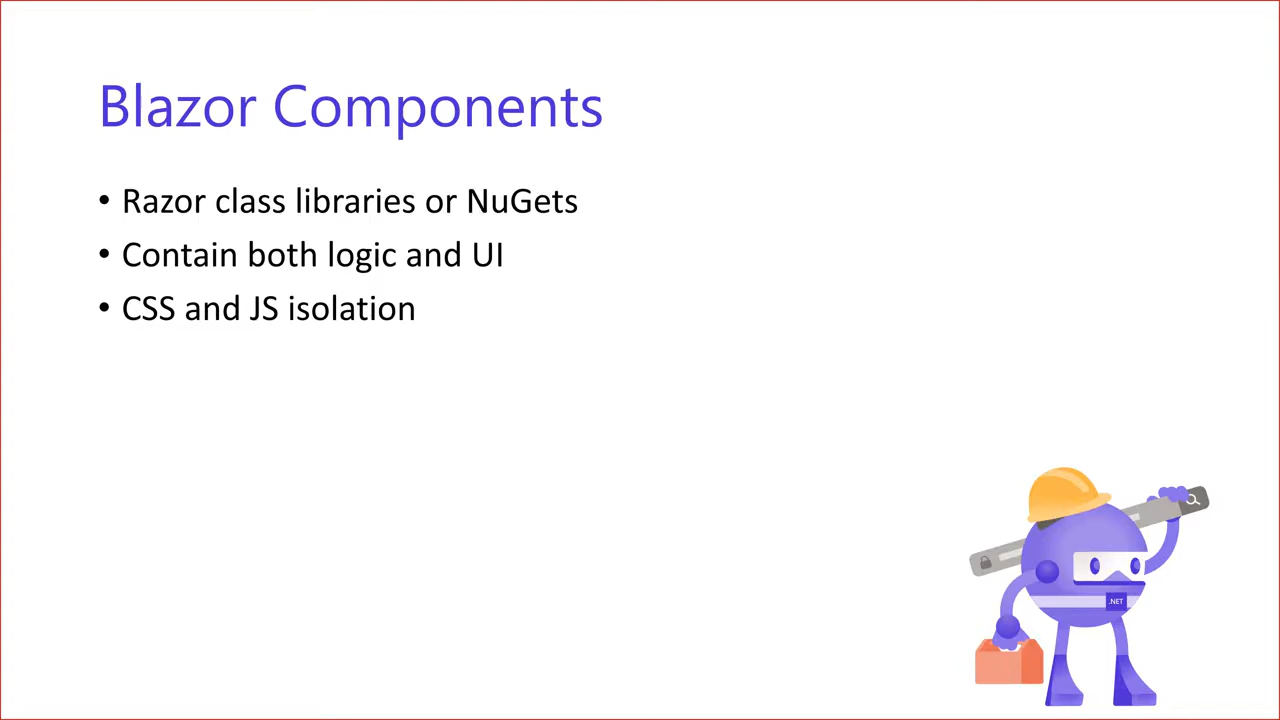 Blazor Components
• Razor class libraries or NuGets
• Contain both logic and UI
• CSS and JS isolation
.NET